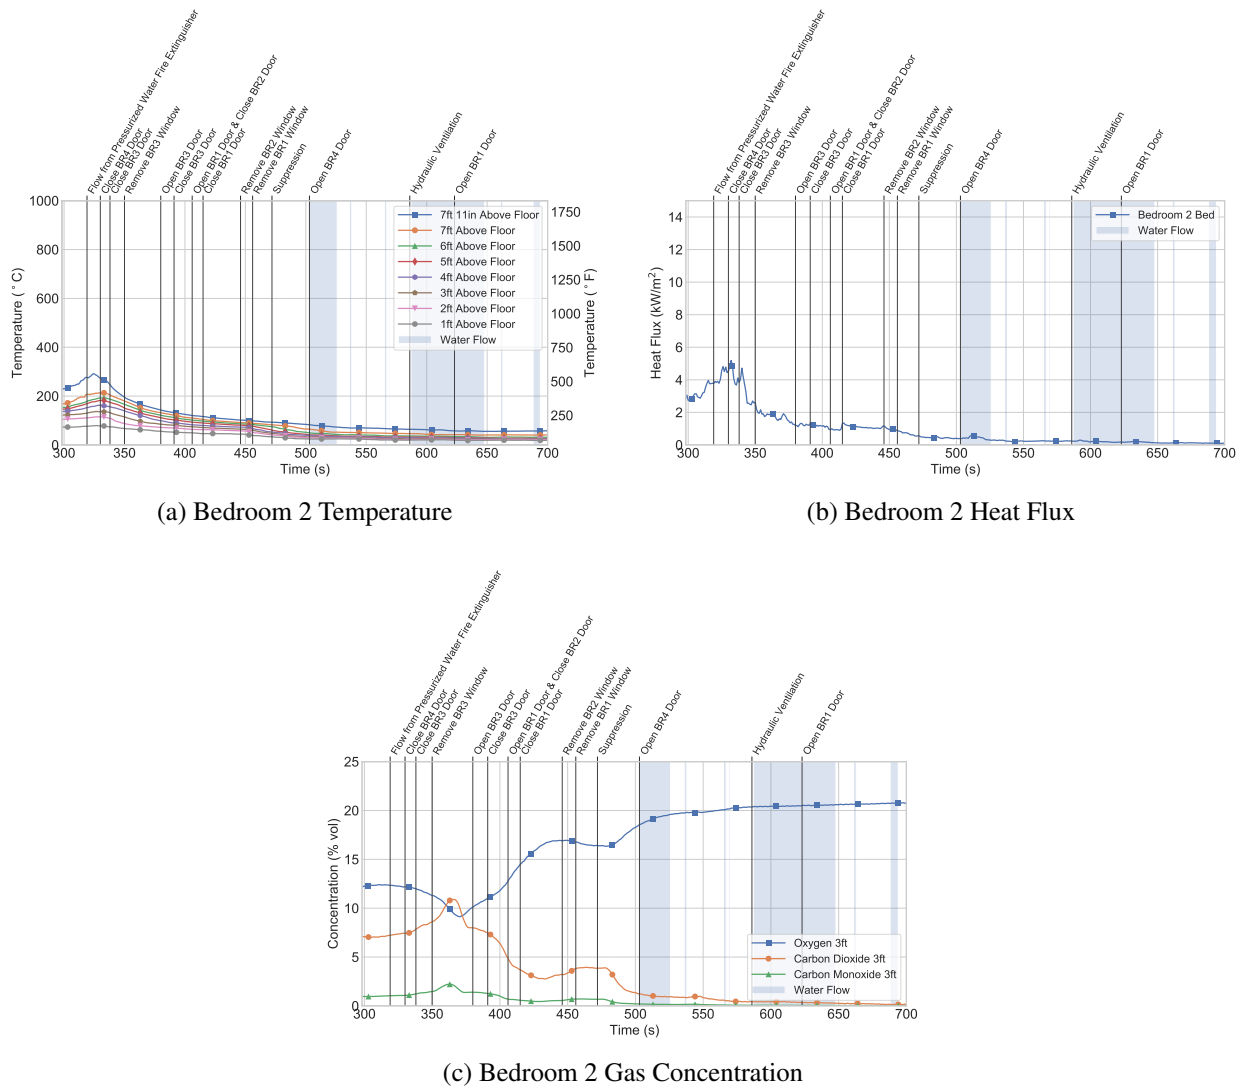 Flow from Pressurized Water Fire Extinguisher
Close BR4 Door
Close BR3 Door
Remove BR3 Window
Open BR3 Door
Close BR3 Door
Open BR1 Door & Close BR2 Door
Close BR1 Door
Remove BR2 Window
Remove BR1 Window
Suppression
Open BR4 Door
Hydraulic Ventilation
Open BR1 Door
1000
800
600
400
200
0
Temperature (°C)
1750
1500
1250
1000
750
500
250
Temperature (°F)
7ft 11in Above Floor
7ft Above Floor
6ft Above Floor
5ft Above Floor
4ft Above Floor
3ft Above Floor
2ft Above Floor
1ft Above Floor
Water Flow
300 350 400 450 500 550 600 650 700
Time (s)
(a) Bedroom 2 Temperature
Flow from Pressurized Water Fire Extinguisher
Close BR4 Door
Close BR3 Door
Remove BR3 Window
Open BR3 Door
Close BR3 Door
Open BR1 Door & Close BR2 Door
Close BR1 Door
Remove BR2 Window
Remove BR1 Window
Suppression
Open BR4 Door
Hydraulic Ventilation
Open BR1 Door
14
12
10
8
6
4
2
0
Heat Flux (kW/m²)
Bedroom 2 Bed
Water Flow
300 350 400 450 500 550 600 650 700
Time (s)
(b) Bedroom 2 Heat Flux
Flow from Pressurized Water Fire Extinguisher
Close BR4 Door
Close BR3 Door
Remove BR3 Window
Open BR3 Door
Close BR3 Door
Open BR1 Door & Close BR2 Door
Close BR1 Door
Remove BR2 Window
Remove BR1 Window
Suppression
Open BR4 Door
Hydraulic Ventilation
Open BR1 Door
25
20
15
10
5
0
Concentration (% vol)
Oxygen 3ft
Carbon Dioxide 3ft
Carbon Monoxide 3ft
Water Flow
300 350 400 450 500 550 600 650 700
Time (s)
(c) Bedroom 2 Gas Concentration